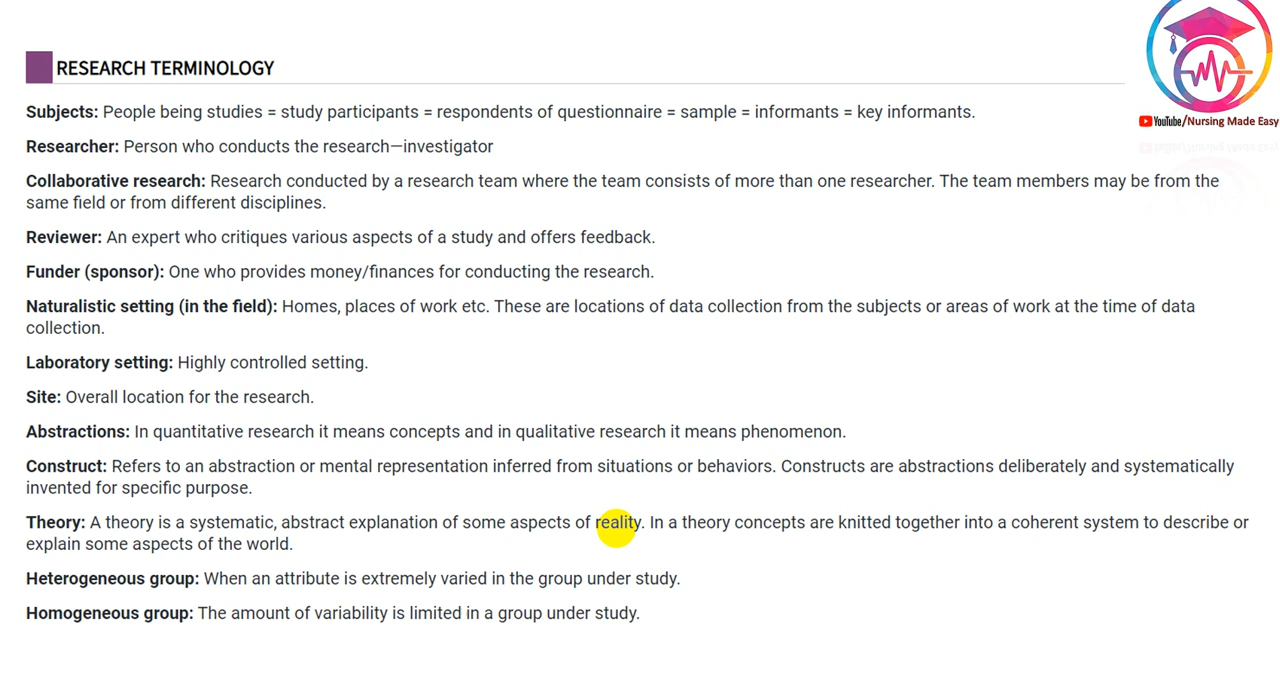 RESEARCH TERMINOLOGY
YouTube/Nursing Made Easy
Subjects: People being studies = study participants = respondents of questionnaire = sample = informants = key informants.
Researcher: Person who conducts the research—investigator
Collaborative research: Research conducted by a research team where the team consists of more than one researcher. The team members may be from the
same field or from different disciplines.
Reviewer: An expert who critiques various aspects of a study and offers feedback.
Funder (sponsor): One who provides money/finances for conducting the research.
Naturalistic setting (in the field): Homes, places of work etc. These are locations of data collection from the subjects or areas of work at the time of data
collection.
Laboratory setting: Highly controlled setting.
Site: Overall location for the research.
Abstractions: In quantitative research it means concepts and in qualitative research it means phenomenon.
Construct: Refers to an abstraction or mental representation inferred from situations or behaviors. Constructs are abstractions deliberately and systematically
invented for specific purpose.
Theory: A theory is a systematic, abstract explanation of some aspects of reality. In a theory concepts are knitted together into a coherent system to describe or
explain some aspects of the world.
Heterogeneous group: When an attribute is extremely varied in the group under study.
Homogeneous group: The amount of variability is limited in a group under study.